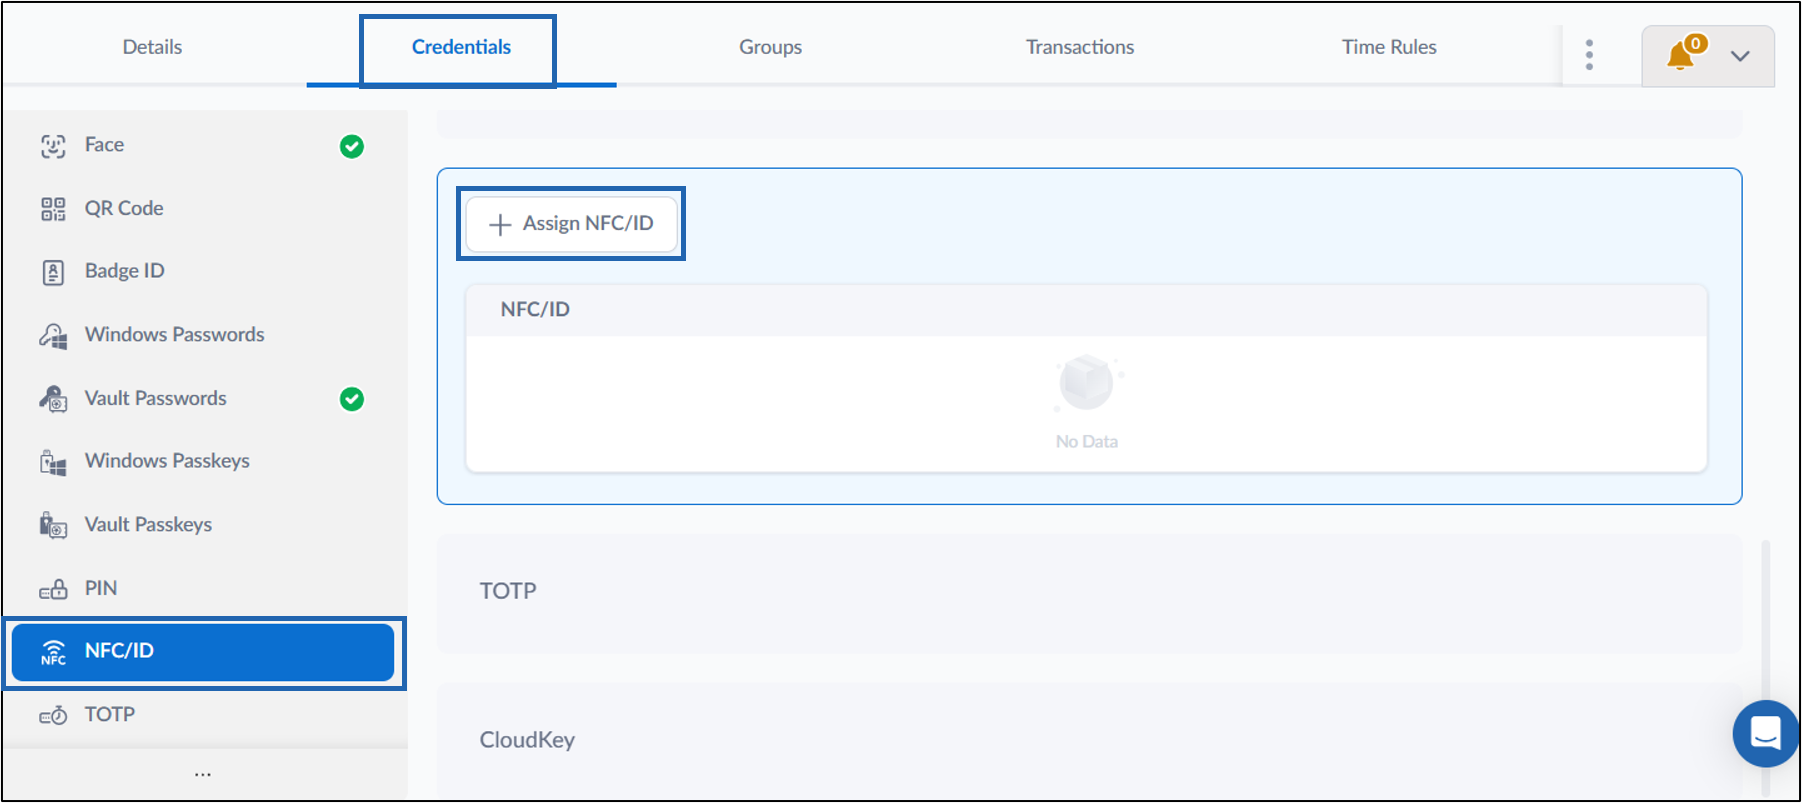 Details
Credentials
Groups
Transactions
Time Rules
0
Face
QR Code
Badge ID
Windows Passwords
Vault Passwords
Windows Passkeys
Vault Passkeys
PIN
NFC
NFC/ID
TOTP
...
Assign NFC/ID
NFC/ID
No Data
TOTP
CloudKey